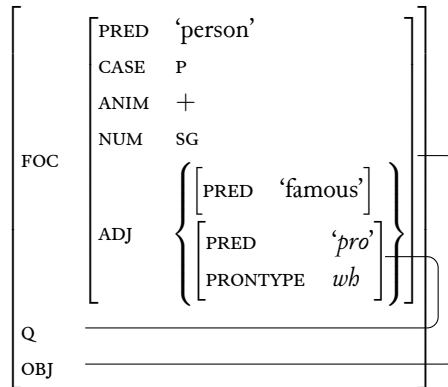 PRED ‘person’
CASE P
ANIM +
NUM SG
FOC
PRED ‘famous’
ADJ
PRED ‘pro’
PRONTYPE wh
Q
OBJ